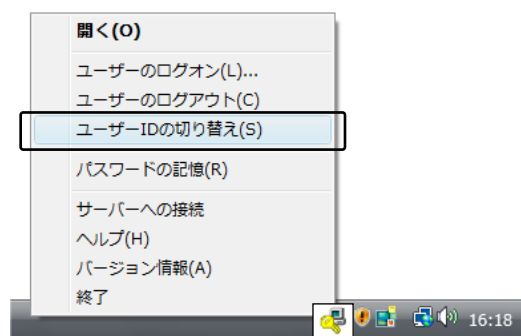 開く(O)
ユーザーのログオン(L)...
ユーザーのログアウト(C)
ユーザーIDの切り替え(S)
パスワードの記憶(R)
サーバーへの接続
ヘルプ(H)
バージョン情報(A)
終了
16:18